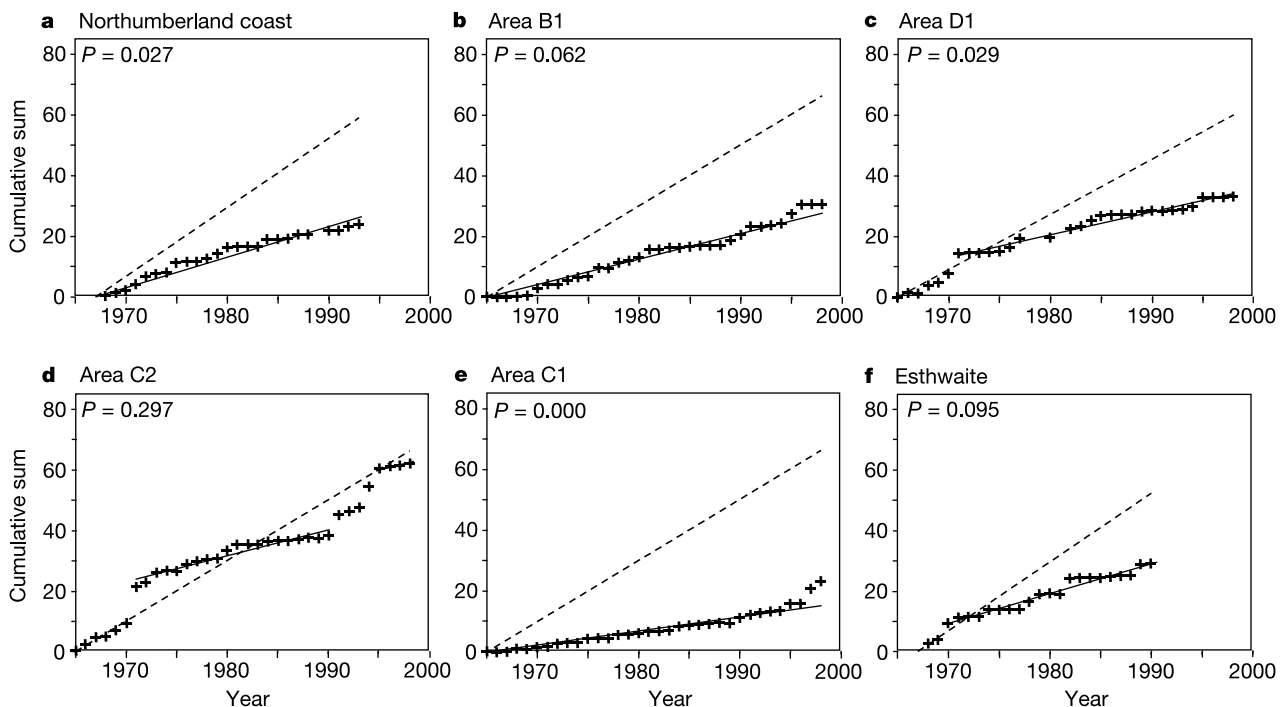 a Northumberland coast
P = 0.027
80
60
40
20
0
1970 1980 1990 2000
Cumulative sum
b Area B1
P = 0.062
80
60
40
20
0
1970 1980 1990 2000
c Area D1
P = 0.029
80
60
40
20
0
1970 1980 1990 2000
d Area C2
P = 0.297
80
60
40
20
0
1970 1980 1990 2000
Cumulative sum
Year
e Area C1
P = 0.000
80
60
40
20
0
1970 1980 1990 2000
Year
f Esthwaite
P = 0.095
80
60
40
20
0
1970 1980 1990 2000
Year